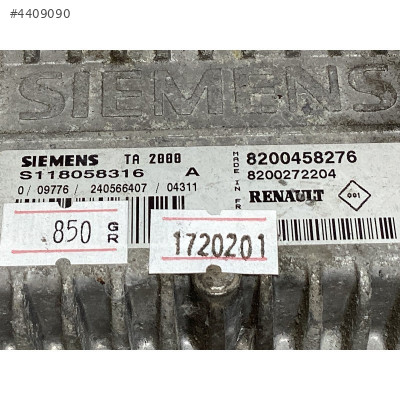 #4409090
SIEMENS
SIEMENS TA 2000
S118058316 A
0/ 09776/ 240566407 /04311
MADE IN FR
8200458276
8200272204
RENAULT 001
850 GR
1720201